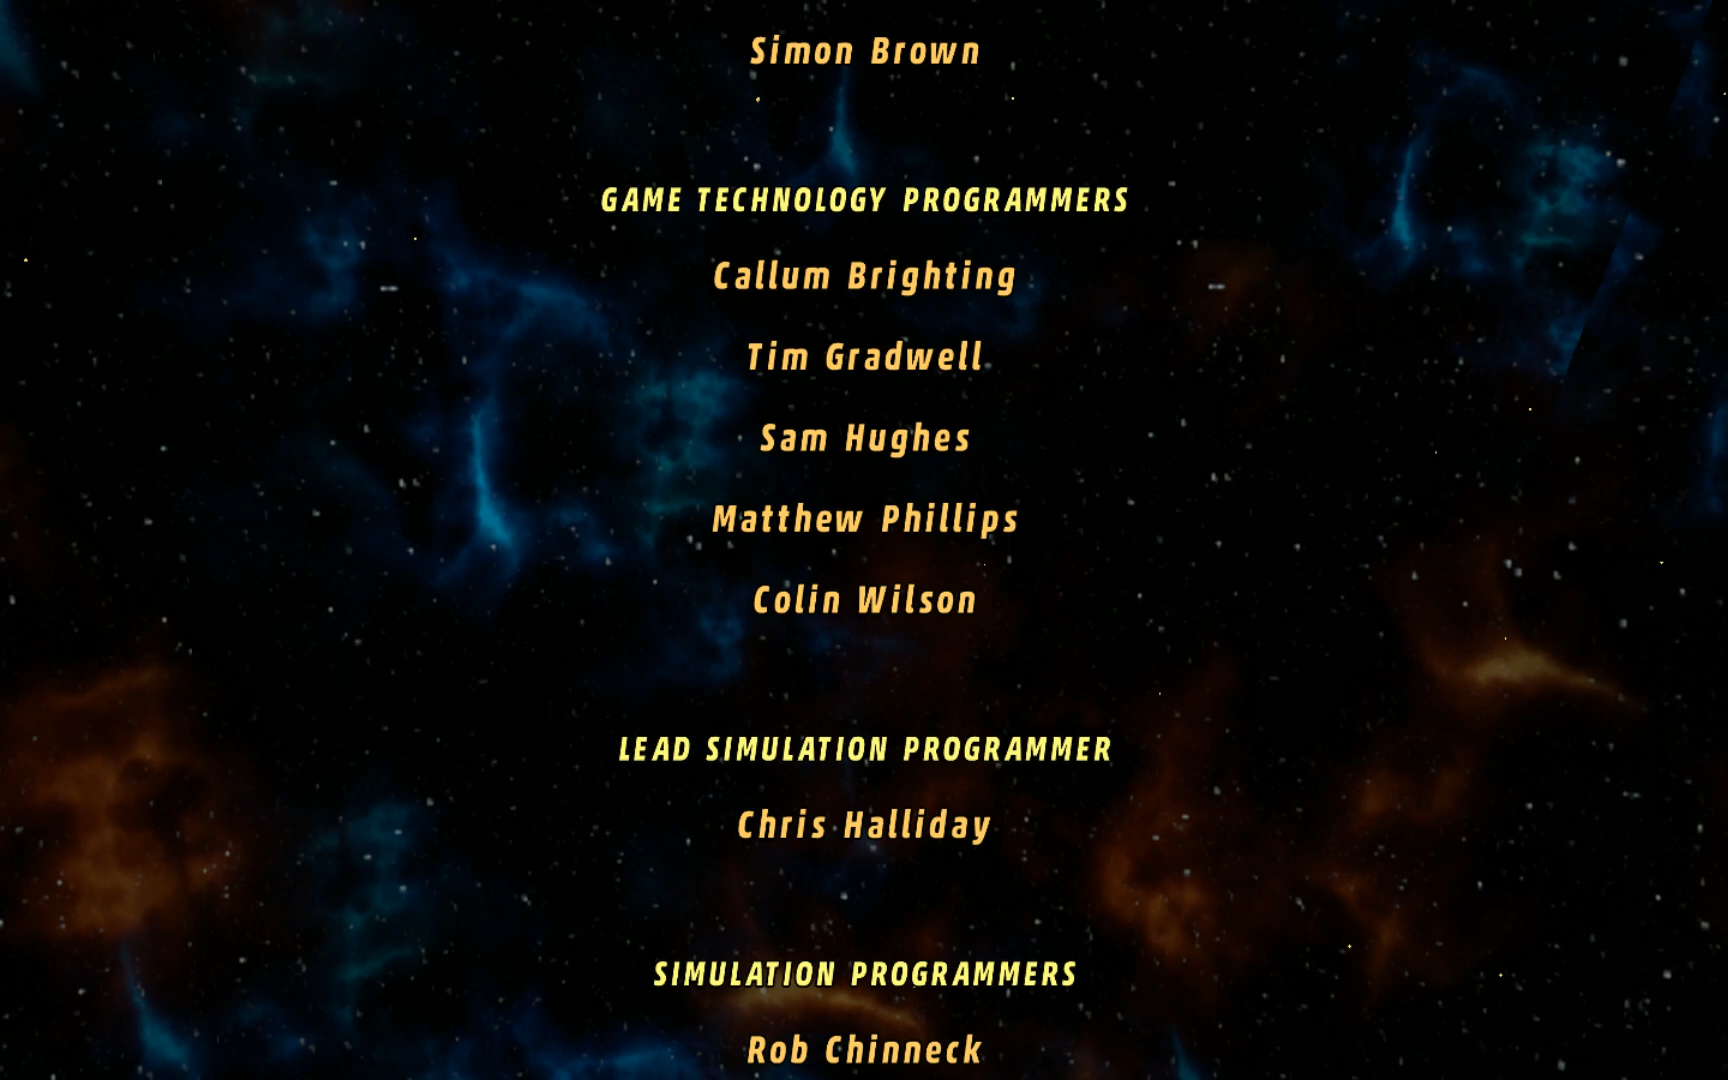 Simon Brown
GAME TECHNOLOGY PROGRAMMERS
Callum Brighting
Tim Gradwell
Sam Hughes
Matthew Phillips
Colin Wilson
LEAD SIMULATION PROGRAMMER
Chris Halliday
SIMULATION PROGRAMMERS
Rob Chinneck